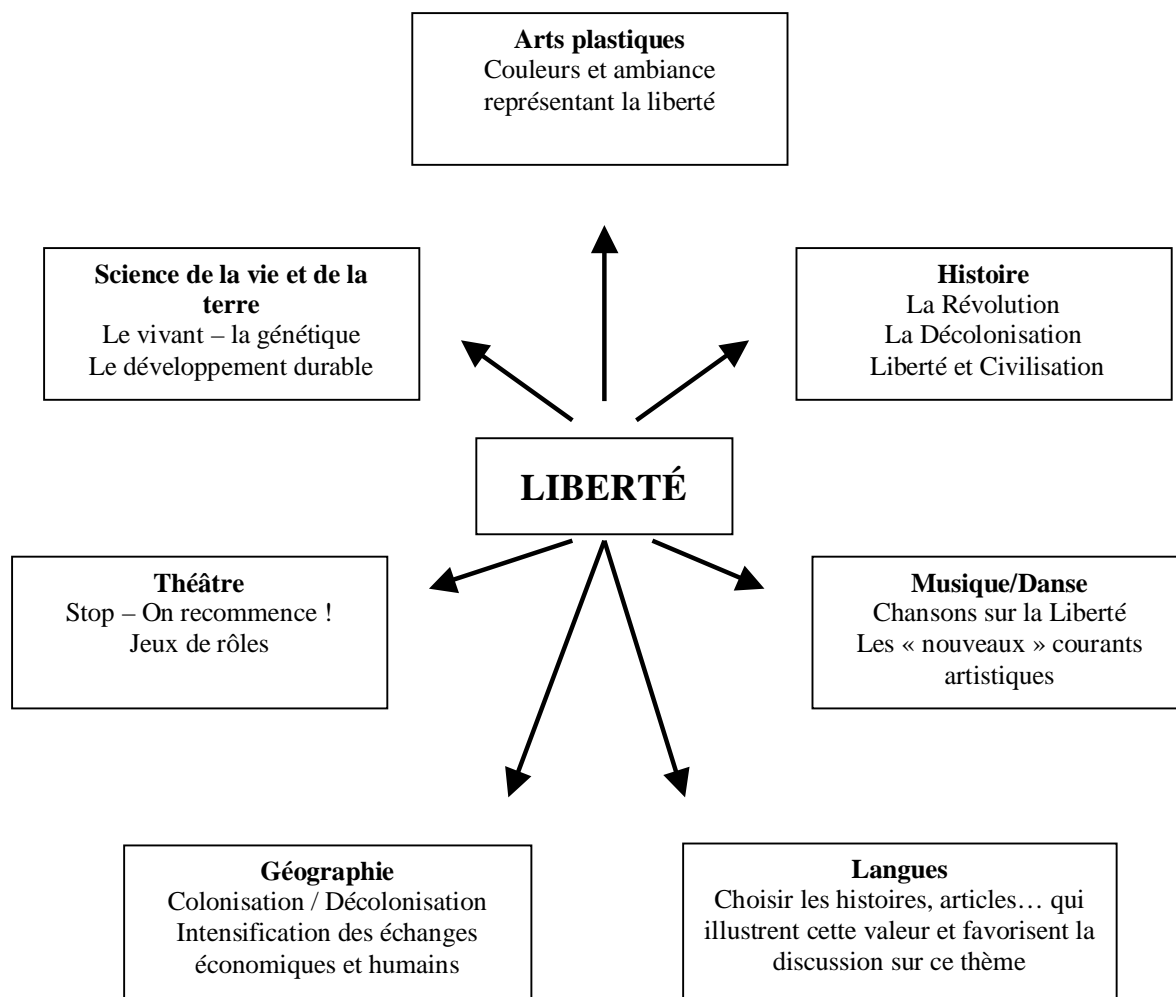 Arts plastiques
Couleurs et ambiance
représentant la liberté
Science de la vie et de la
terre
Le vivant – la génétique
Le développement durable
Histoire
La Révolution
La Décolonisation
Liberté et Civilisation
LIBERTÉ
Théâtre
Stop – On recommence !
Jeux de rôles
Musique/Danse
Chansons sur la Liberté
Les « nouveaux » courants
artistiques
Géographie
Colonisation / Décolonisation
Intensification des échanges
économiques et humains
Langues
Choisir les histoires, articles… qui
illustrent cette valeur et favorisent la
discussion sur ce thème